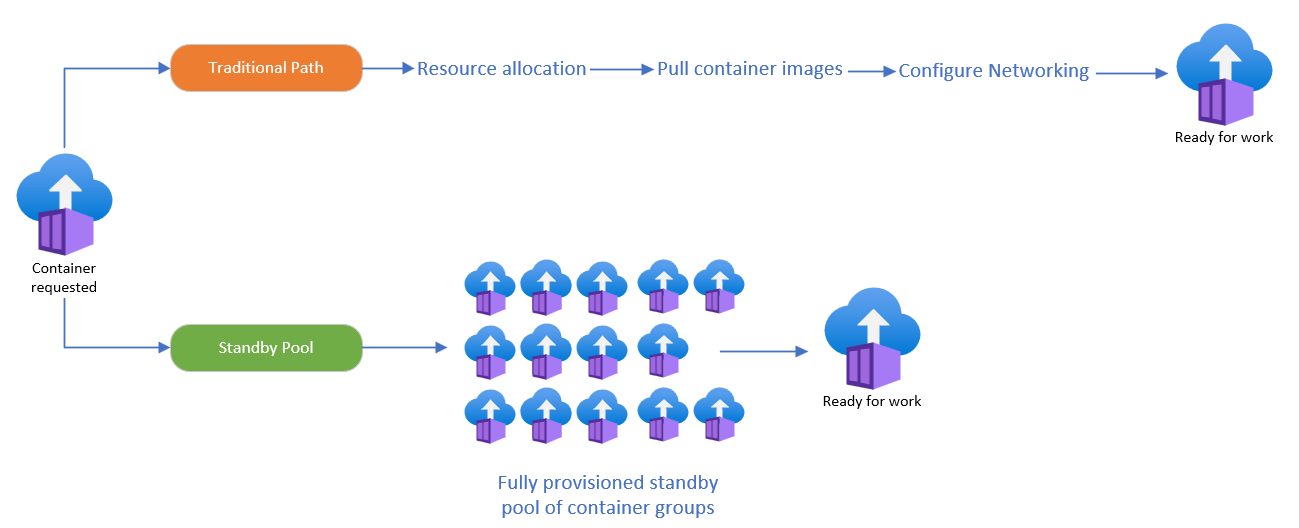 Traditional Path
Resource allocation
Pull container images
Configure Networking
Ready for work
Container
requested
Standby Pool
Ready for work
Fully provisioned standby
pool of container groups